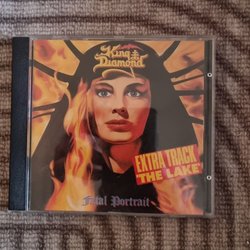 King
Diamond
EXTRA TRACK
"THE LAKE"
Fatal Portrait